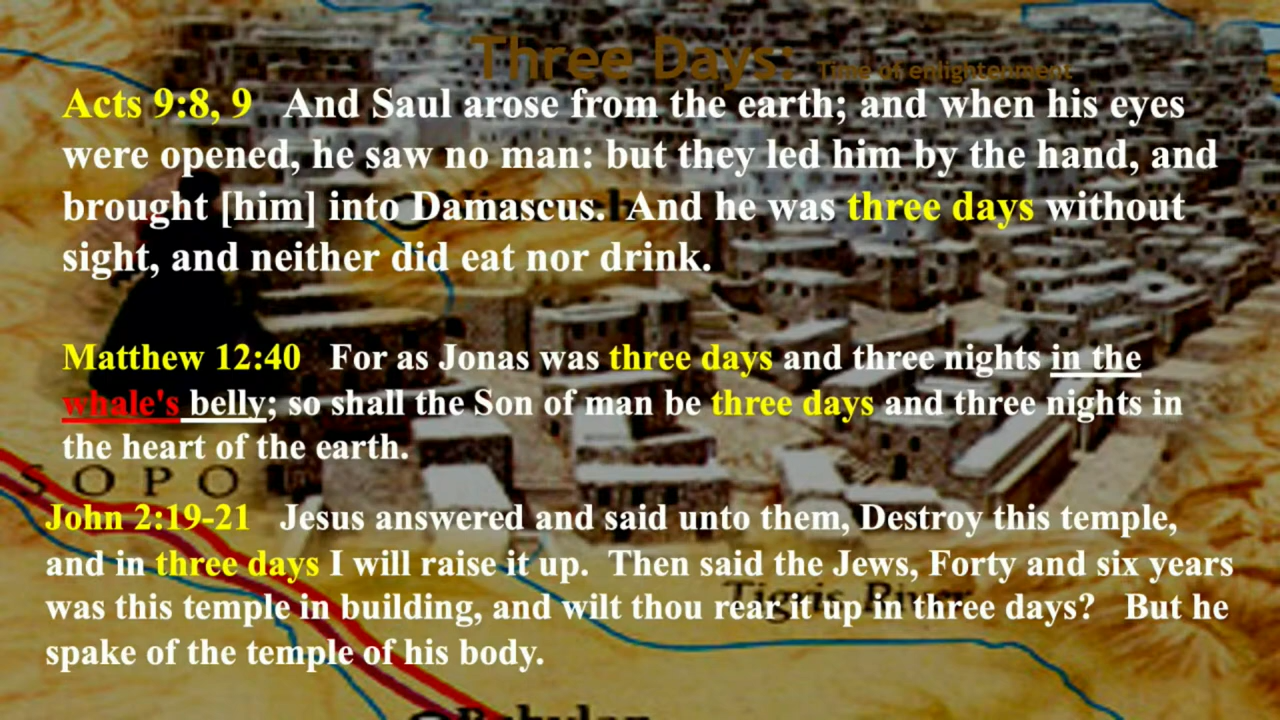 Three Days: Time of enlightenment
Acts 9:8, 9 And Saul arose from the earth; and when his eyes
were opened, he saw no man: but they led him by the hand, and
brought [him] into Damascus. And he was three days without
sight, and neither did eat nor drink.
Matthew 12:40 For as Jonas was three days and three nights in the
whale's belly; so shall the Son of man be three days and three nights in
the heart of the earth.
SOPO
John 2:19-21 Jesus answered and said unto them, Destroy this temple,
and in three days I will raise it up. Then said the Jews, Forty and six years
Tigris River
was this temple in building, and wilt thou rear it up in three days? But he
spake of the temple of his body.
Babylon